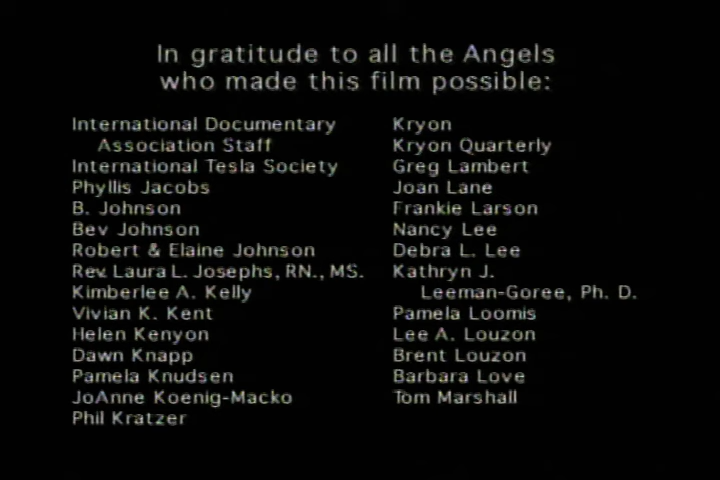 In gratitude to all the Angels
who made this film possible:
International Documentary
Association Staff
International Tesla Society
Phyllis Jacobs
B. Johnson
Bev Johnson
Robert & Elaine Johnson
Rev. Laura L. Josephs, RN., MS.
Kimberlee A. Kelly
Vivian K. Kent
Helen Kenyon
Dawn Knapp
Pamela Knudsen
JoAnne Koenig-Macko
Phil Kratzer
Kryon
Kryon Quarterly
Greg Lambert
Joan Lane
Frankie Larson
Nancy Lee
Debra L. Lee
Kathryn J.
Leeman-Goree, Ph. D.
Pamela Loomis
Lee A. Louzon
Brent Louzon
Barbara Love
Tom Marshall